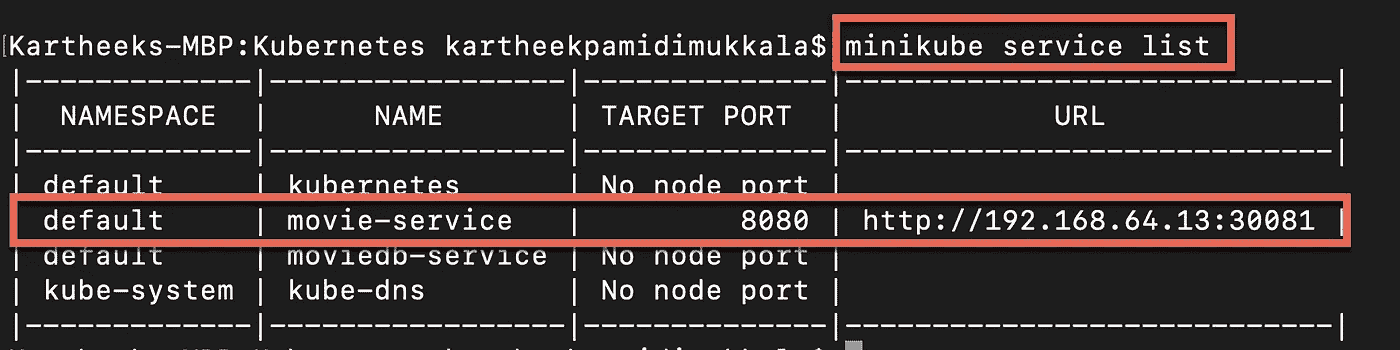 Kartheeks-MBP:Kubernetes kartheekpamidimukkala$ minikube service list
|-------------|-----------------|--------------|-----------------------------|
| NAMESPACE | NAME | TARGET PORT | URL |
|-------------|-----------------|--------------|-----------------------------|
| default | kubernetes | No node port |
| default | movie-service | 8080 | http://192.168.64.13:30081 |
| default | moviedb-service | No node port |
| kube-system | kube-dns | No node port |
|-------------|-----------------|--------------|-----------------------------|